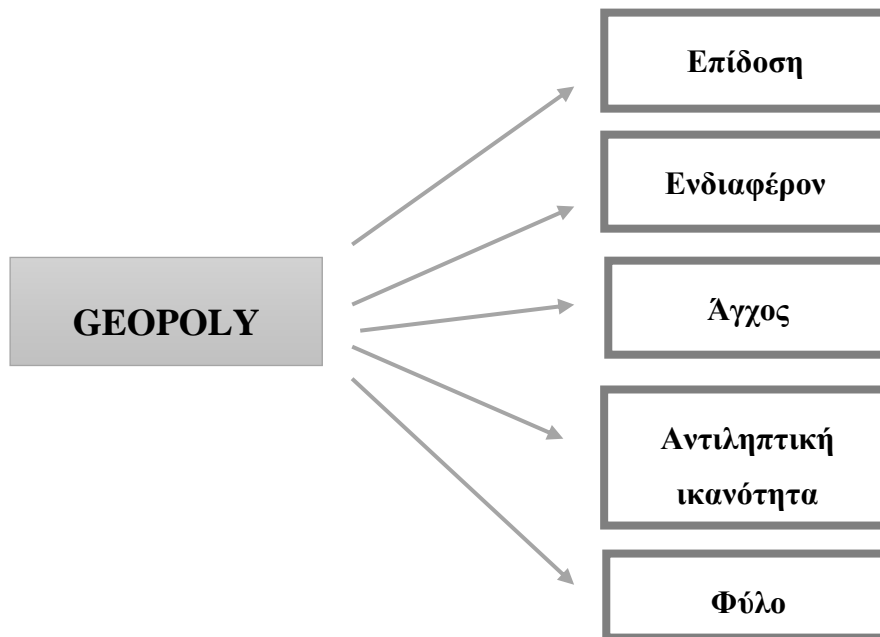 Επίδοση
Ενδιαφέρον
GEOPOLY
Άγχος
Αντιληπτική
ικανότητα
Φύλο